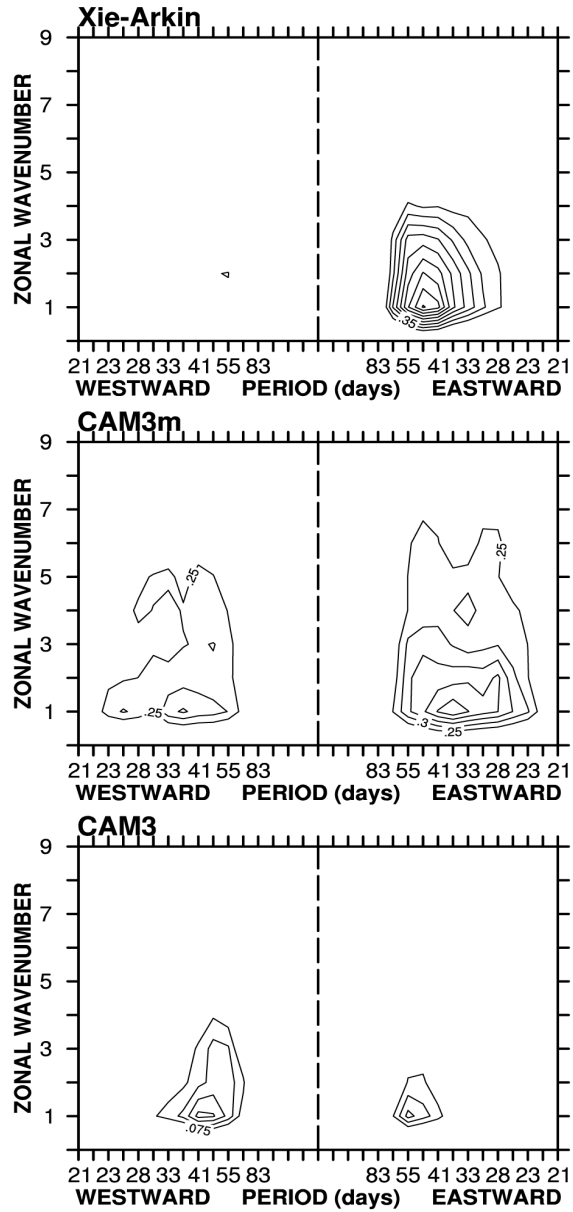 Xie-Arkin
9
7
5
3
1
ZONAL WAVENUMBER
.35
21 23 28 33 41 55 83 83 55 41 33 28 23 21
WESTWARD PERIOD (days) EASTWARD
CAM3m
9
7
5
3
1
ZONAL WAVENUMBER
.25
.25
.25
.3
.25
21 23 28 33 41 55 83 83 55 41 33 28 23 21
WESTWARD PERIOD (days) EASTWARD
CAM3
9
7
5
3
1
ZONAL WAVENUMBER
.075
21 23 28 33 41 55 83 83 55 41 33 28 23 21
WESTWARD PERIOD (days) EASTWARD